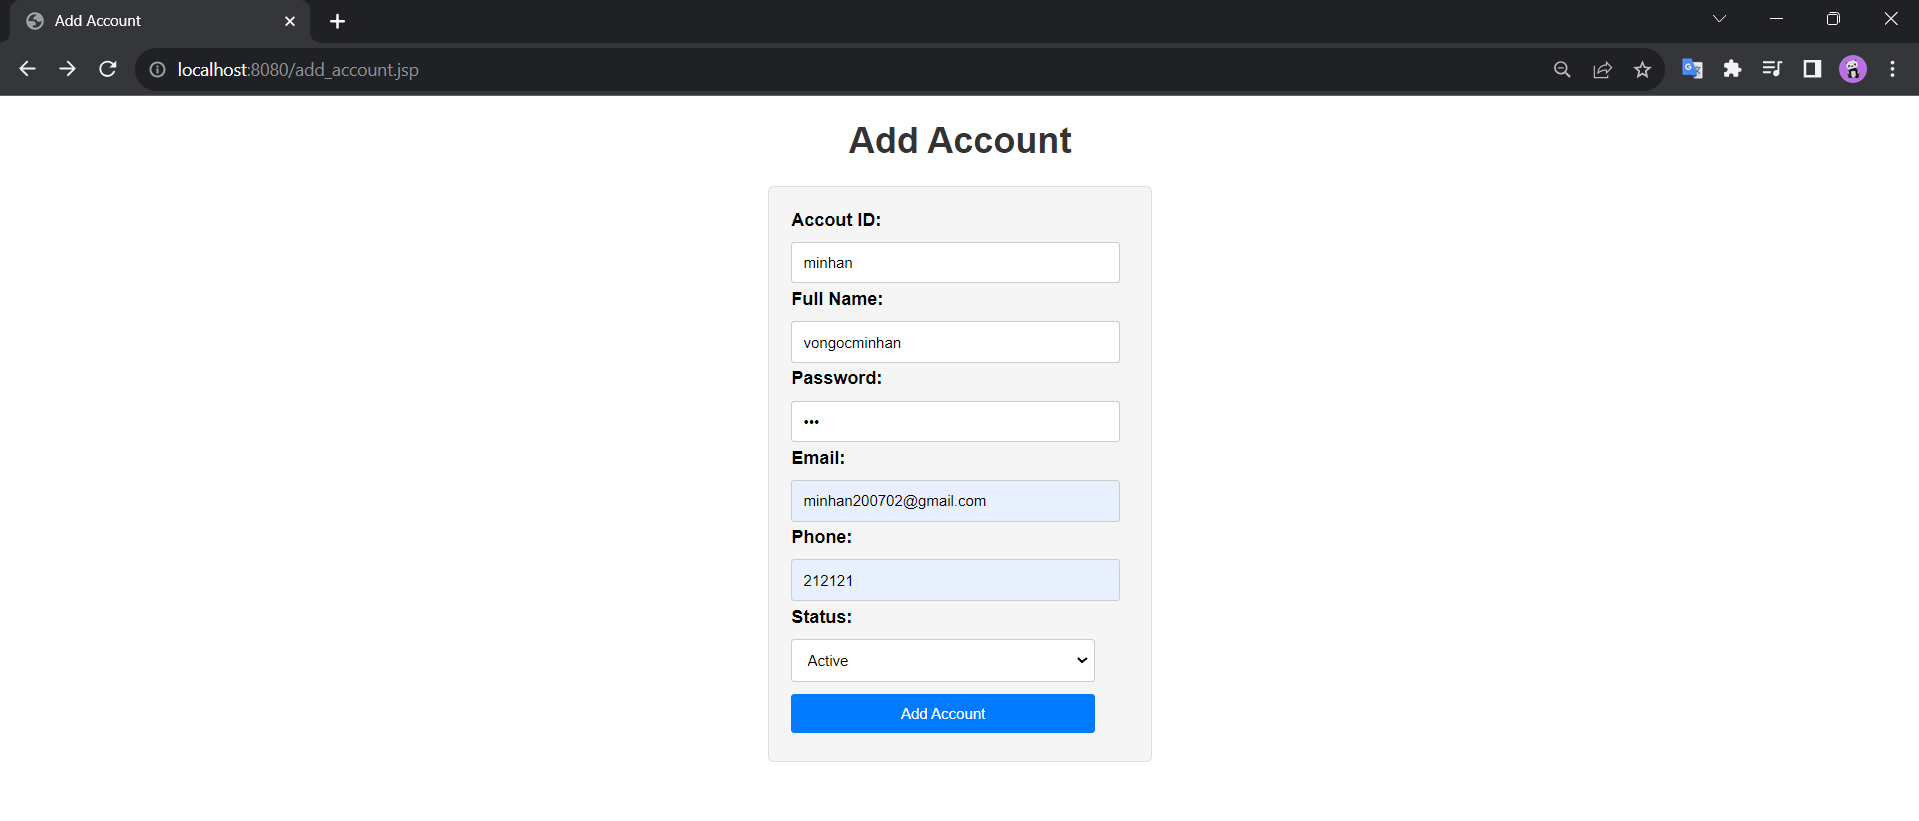 Add Account
localhost:8080/add_account.jsp
Add Account
Accout ID:
minhan
Full Name:
vongocminhan
Password:
•••
Email:
minhan200702@gmail.com
Phone:
212121
Status:
Active
Add Account